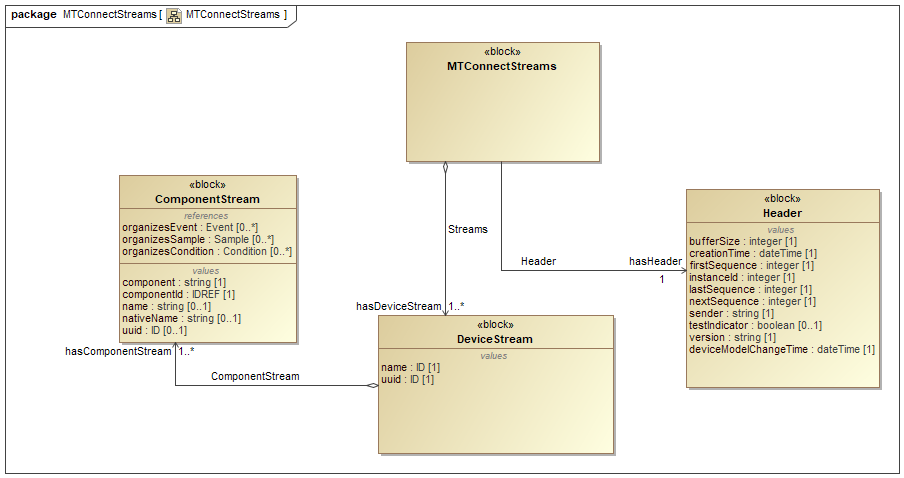 package MTConnectStreams [ MTConnectStreams ]
«block»
MTConnectStreams
«block»
ComponentStream
references
organizesEvent : Event [0..*]
organizesSample : Sample [0..*]
organizesCondition : Condition [0..*]
values
component : string [1]
componentId : IDREF [1]
name : string [0..1]
nativeName : string [0..1]
uuid : ID [0..1]
«block»
Header
values
bufferSize : integer [1]
creationTime : dateTime [1]
firstSequence : integer [1]
instanceId : integer [1]
lastSequence : integer [1]
nextSequence : integer [1]
sender : string [1]
testIndicator : boolean [0..1]
version : string [1]
deviceModelChangeTime : dateTime [1]
Streams
Header
hasHeader
1
hasDeviceStream
1..*
«block»
DeviceStream
values
name : ID [1]
uuid : ID [1]
hasComponentStream
1..*
ComponentStream